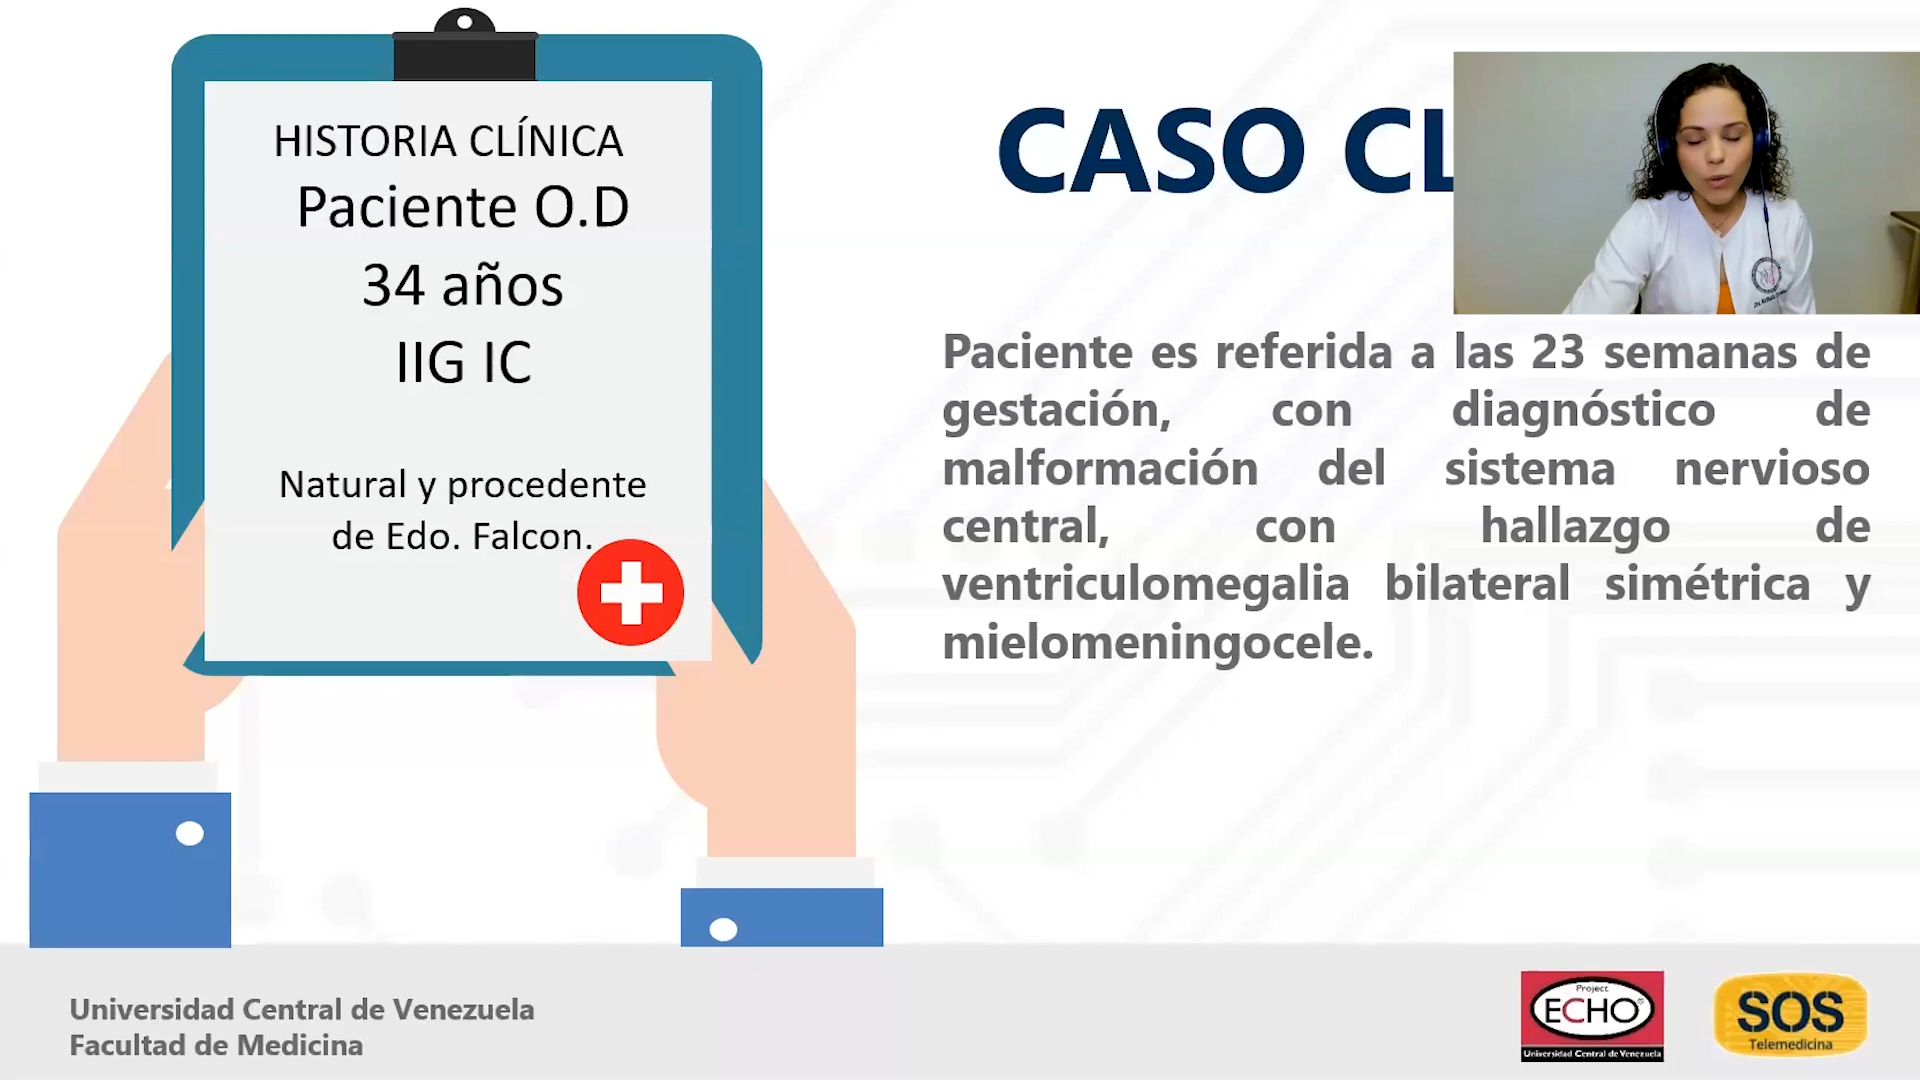 HISTORIA CLÍNICA
Paciente O.D
34 años
IIG IC
Natural y procedente
de Edo. Falcon.
CASO CL
Paciente es referida a las 23 semanas de
gestación, con diagnóstico de
malformación del sistema nervioso
central, con hallazgo de
ventriculomegalia bilateral simétrica y
mielomeningocele.
Universidad Central de Venezuela
Facultad de Medicina
Project
ECHO®
Universidad Central de Venezuela
SOS
Telemedicina